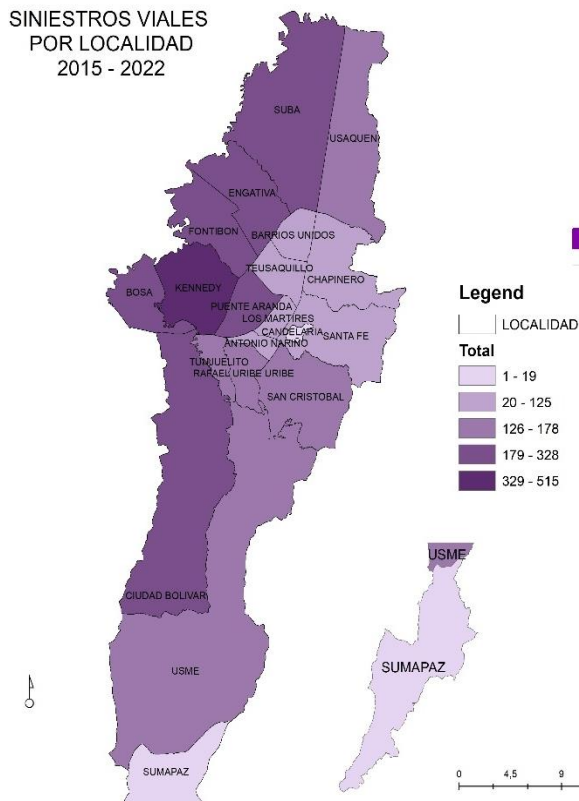 SINIESTROS VIALES
POR LOCALIDAD
2015 - 2022
SUBA
USAQUEN
ENGATIVA
BARRIOS UNIDOS
FONTIBON
TEUSAQUILLO
CHAPINERO
BOSA
KENNEDY
PUENTE ARANDA
LOS MARTIRES
CANDELARIA
SANTA FE
ANTONIO NARIÑO
TUNJUELITO
RAFAEL URIBE URIBE
SAN CRISTOBAL
CIUDAD BOLIVAR
USME
SUMAPAZ
USME
SUMAPAZ
Legend
LOCALIDAD
Total
1 - 19
20 - 125
126 - 178
179 - 328
329 - 515
0 4,5 9